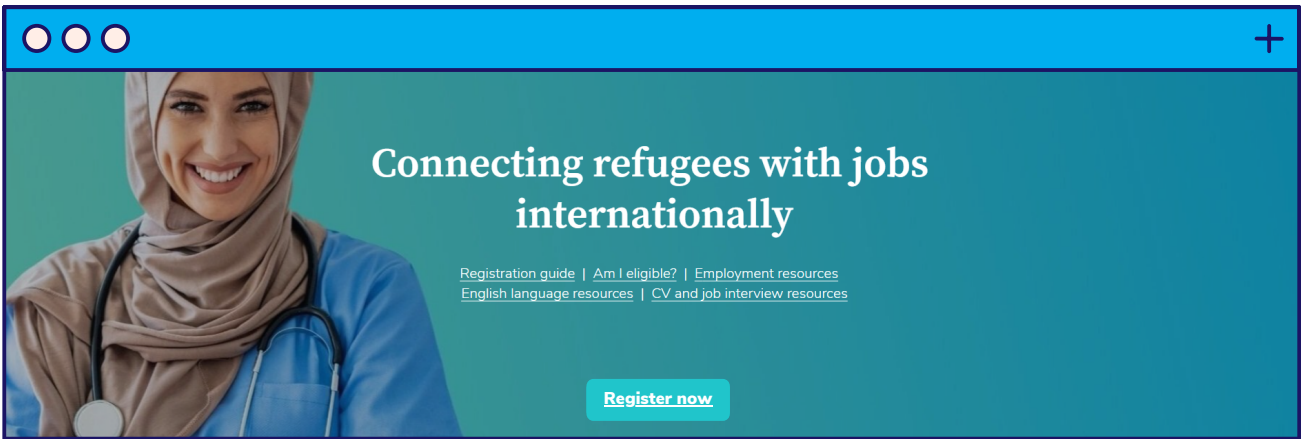 Connecting refugees with jobs
internationally
Registration guide | Am I eligible? | Employment resources
English language resources | CV and job interview resources
Register now